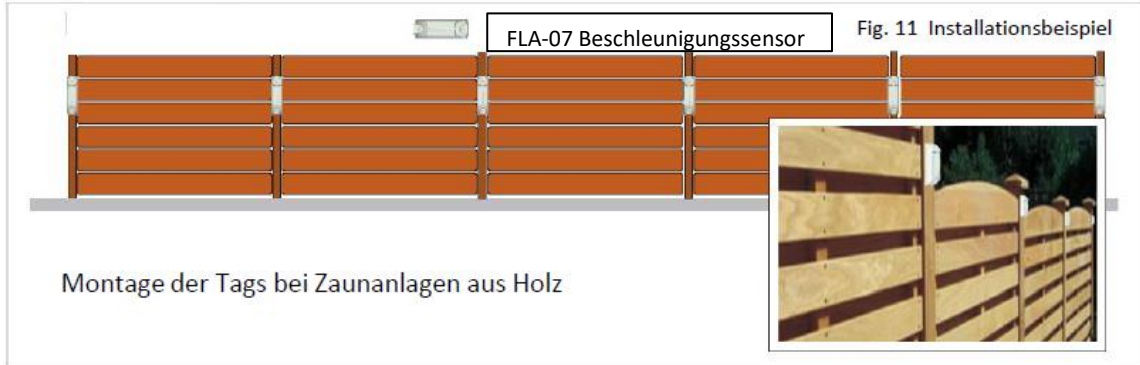 FLA-07 Beschleunigungssensor
Fig. 11 Installationsbeispiel
Montage der Tags bei Zaunanlagen aus Holz